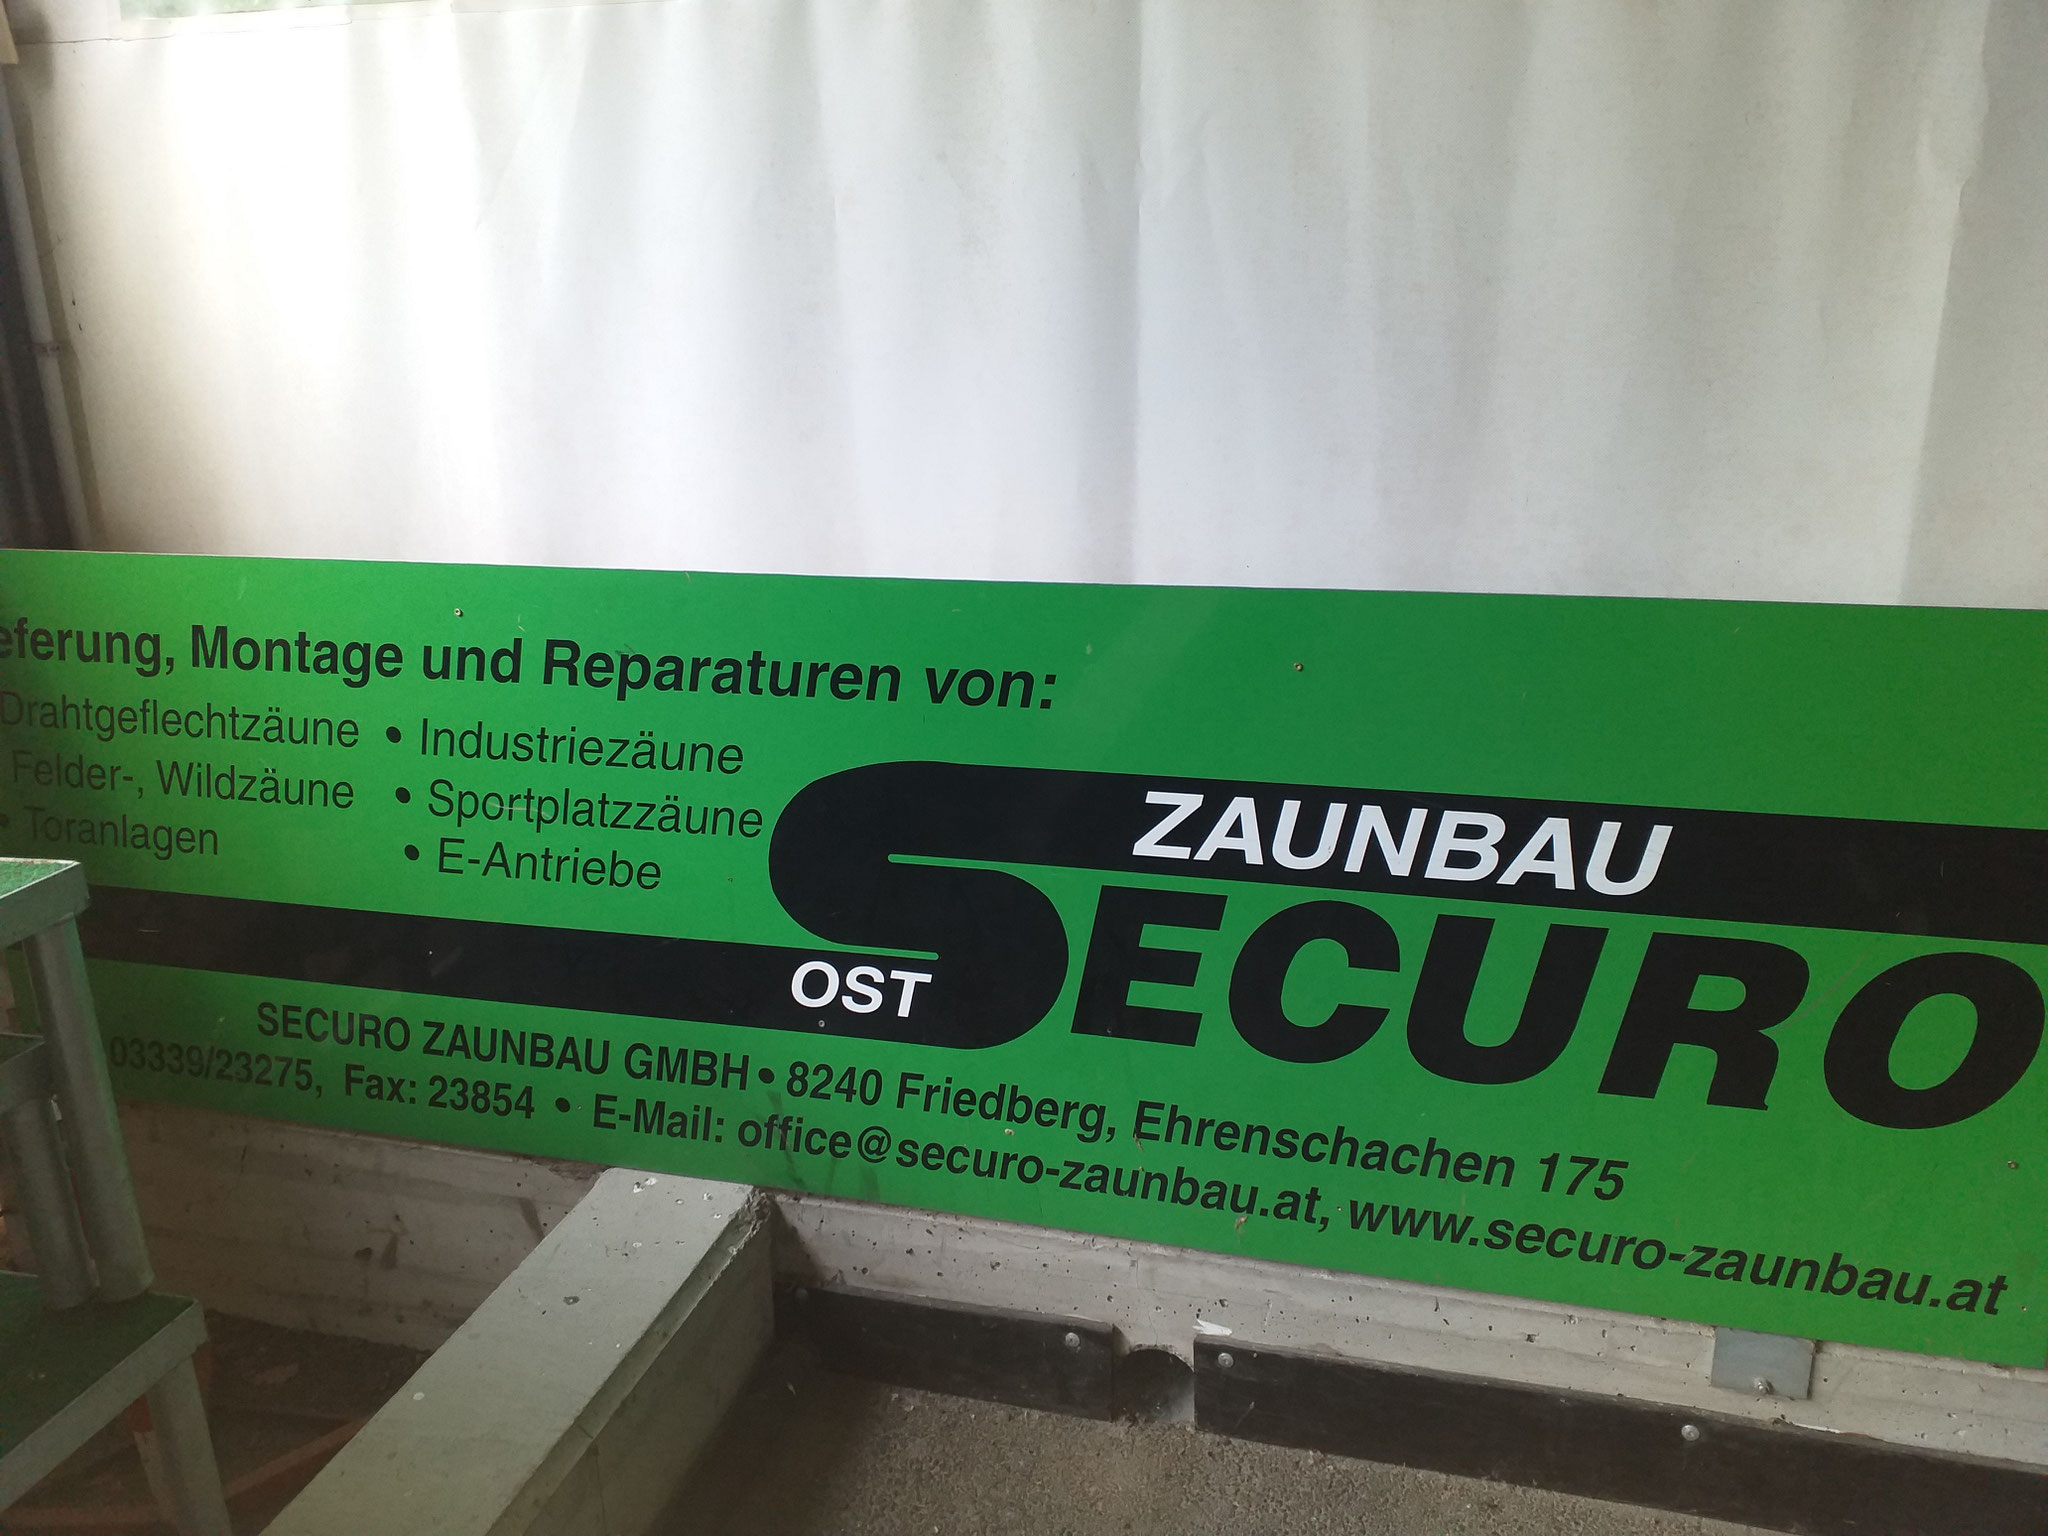 eferung, Montage und Reparaturen von:
Drahtgeflechtzäune • Industriezäune
Felder-, Wildzäune • Sportplatzzäune
• Toranlagen • E-Antriebe
ZAUNBAU
SECURO
OST
SECURO ZAUNBAU GMBH • 8240 Friedberg, Ehrenschachen 175
03339/23275, Fax: 23854 • E-Mail: office@securo-zaunbau.at, www.securo-zaunbau.at